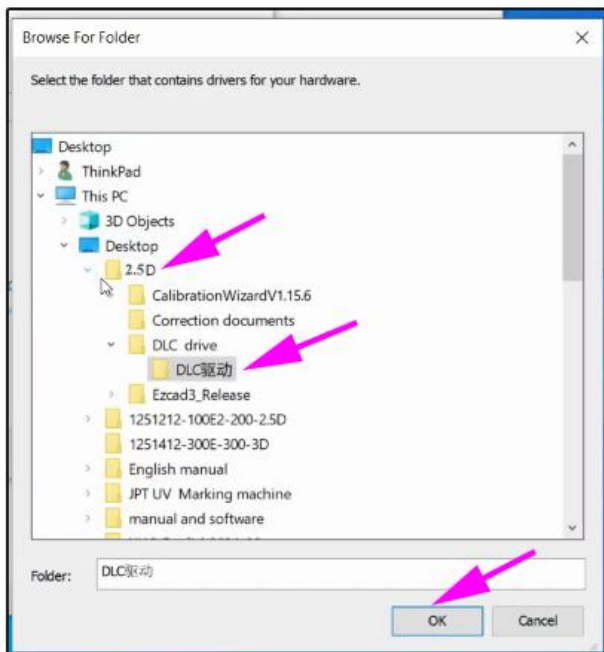 Browse For Folder
Select the folder that contains drivers for your hardware.
Desktop
ThinkPad
This PC
3D Objects
Desktop
2.5D
CalibrationWizardV1.15.6
Correction documents
DLC drive
DLC驱动
Ezcad3_Release
1251212-100E2-200-2.5D
1251412-300E-300-3D
English manual
JPT UV Marking machine
manual and software
Folder: DLC驱动
OK Cancel